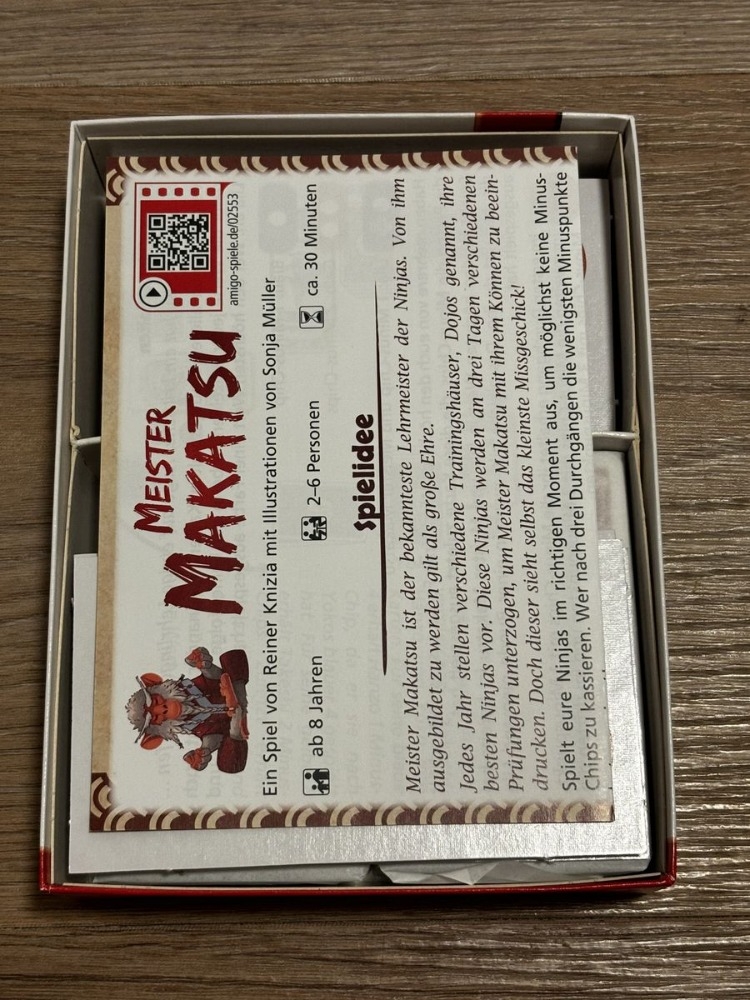 MEISTER
MAKATSU
amigo-spiele.de/02553
Ein Spiel von Reiner Knizia mit Illustrationen von Sonja Müller
ab 8 Jahren
2–6 Personen
ca. 30 Minuten
Spielidee
Meister Makatsu ist der bekannteste Lehrmeister der Ninjas. Von ihm
ausgebildet zu werden gilt als große Ehre.
Jedes Jahr stellen verschiedene Trainingshäuser, Dojos genannt, ihre
besten Ninjas vor. Diese Ninjas werden an drei Tagen verschiedenen
Prüfungen unterzogen, um Meister Makatsu mit ihrem Können zu beein-
drucken. Doch dieser sieht selbst das kleinste Missgeschick!
Spielt eure Ninjas im richtigen Moment aus, um möglichst keine Minus-
Chips zu kassieren. Wer nach drei Durchgängen die wenigsten Minuspunkte